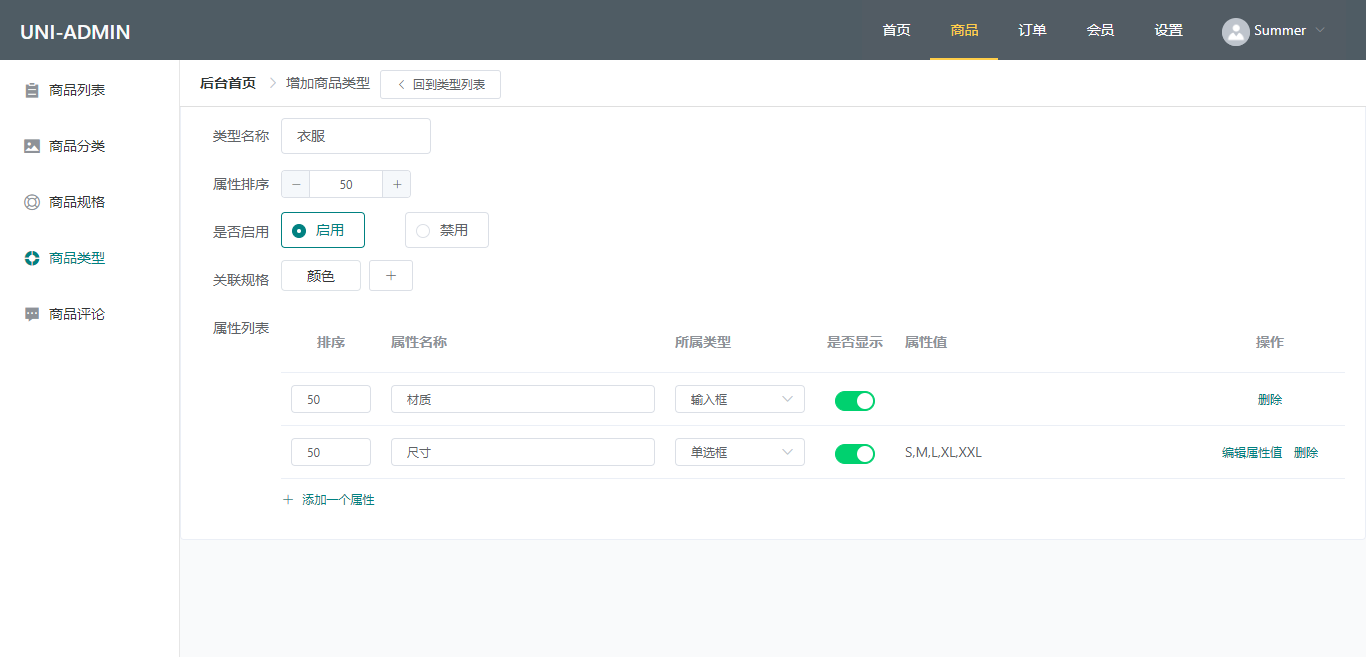 UNI-ADMIN
首页 商品 订单 会员 设置 Summer
商品列表
商品分类
商品规格
商品类型
商品评论
后台首页 增加商品类型 回到类型列表
类型名称 衣服
属性排序 50
是否启用 启用 禁用
关联规格 颜色
属性列表
排序 属性名称 所属类型 是否显示 属性值 操作
50 材质 输入框 删除
50 尺寸 单选框 S,M,L,XL,XXL 编辑属性值 删除
添加一个属性